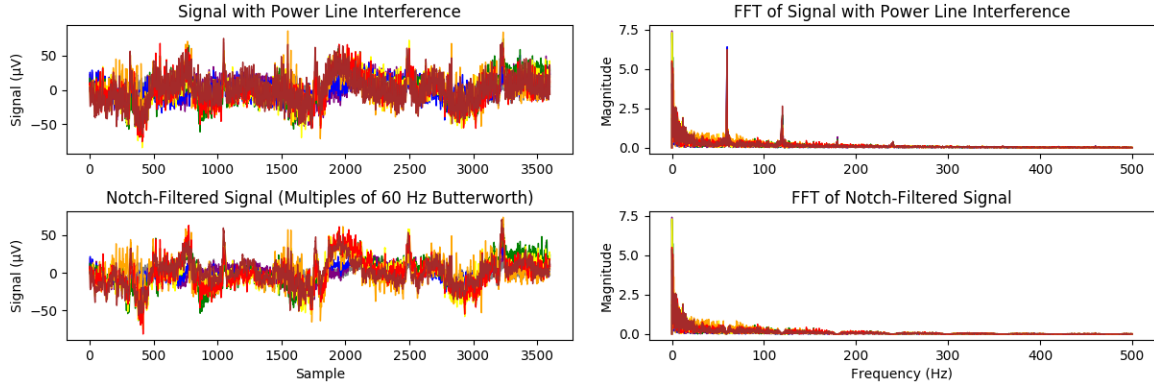 Signal with Power Line Interference
Signal (µV)
50
0
−50
0 500 1000 1500 2000 2500 3000 3500
FFT of Signal with Power Line Interference
Magnitude
7.5
5.0
2.5
0.0
0 100 200 300 400 500
Notch-Filtered Signal (Multiples of 60 Hz Butterworth)
Signal (µV)
50
0
−50
0 500 1000 1500 2000 2500 3000 3500
Sample
FFT of Notch-Filtered Signal
Magnitude
7.5
5.0
2.5
0.0
0 100 200 300 400 500
Frequency (Hz)